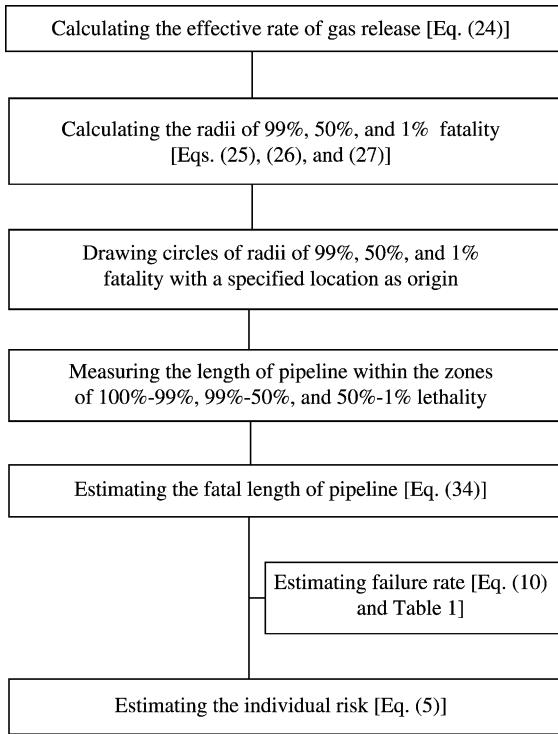 Calculating the effective rate of gas release [Eq. (24)]
Calculating the radii of 99%, 50%, and 1% fatality
[Eqs. (25), (26), and (27)]
Drawing circles of radii of 99%, 50%, and 1%
fatality with a specified location as origin
Measuring the length of pipeline within the zones
of 100%-99%, 99%-50%, and 50%-1% lethality
Estimating the fatal length of pipeline [Eq. (34)]
Estimating failure rate [Eq. (10)
and Table 1]
Estimating the individual risk [Eq. (5)]